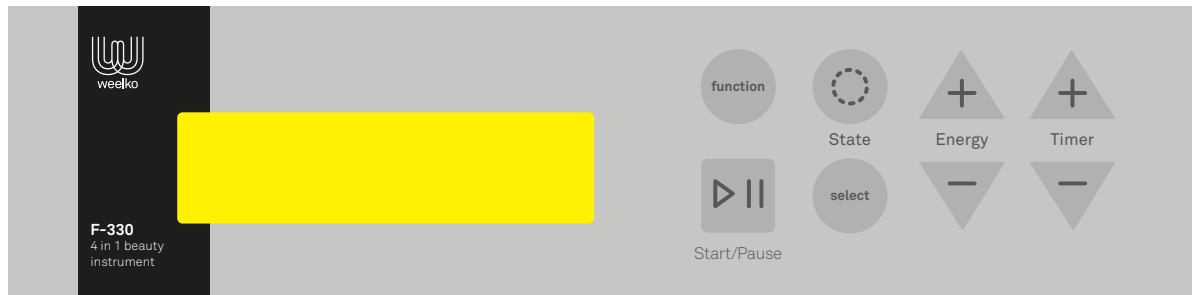 weelko
F-330
4 in 1 beauty
instrument
function
State
Energy
Timer
select
Start/Pause